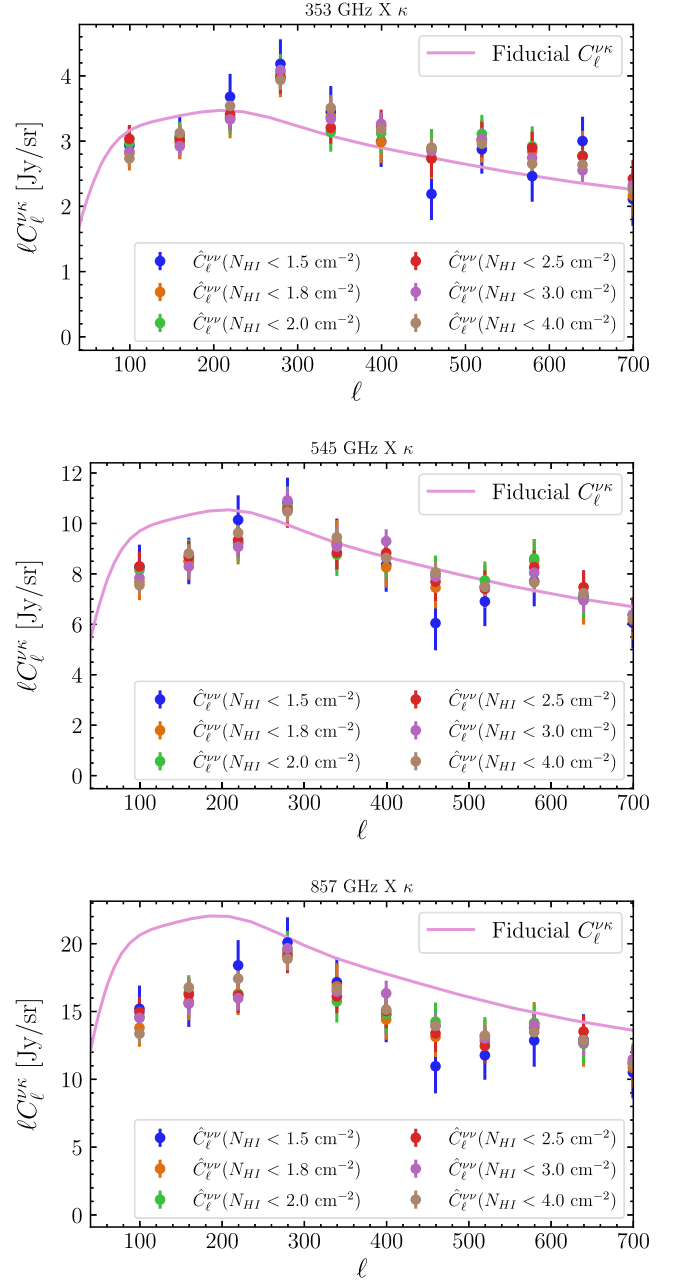 353 GHz X κ
4
3
2
1
0
ℓC_ℓ^{νκ} [Jy/sr]
Fiducial C_ℓ^{νκ}
Ĉ_ℓ^{νν}(N_{HI} < 1.5 cm⁻²) Ĉ_ℓ^{νν}(N_{HI} < 2.5 cm⁻²)
Ĉ_ℓ^{νν}(N_{HI} < 1.8 cm⁻²) Ĉ_ℓ^{νν}(N_{HI} < 3.0 cm⁻²)
Ĉ_ℓ^{νν}(N_{HI} < 2.0 cm⁻²) Ĉ_ℓ^{νν}(N_{HI} < 4.0 cm⁻²)
100 200 300 400 500 600 700
ℓ
545 GHz X κ
12
10
8
6
4
2
0
ℓC_ℓ^{νκ} [Jy/sr]
Fiducial C_ℓ^{νκ}
Ĉ_ℓ^{νν}(N_{HI} < 1.5 cm⁻²) Ĉ_ℓ^{νν}(N_{HI} < 2.5 cm⁻²)
Ĉ_ℓ^{νν}(N_{HI} < 1.8 cm⁻²) Ĉ_ℓ^{νν}(N_{HI} < 3.0 cm⁻²)
Ĉ_ℓ^{νν}(N_{HI} < 2.0 cm⁻²) Ĉ_ℓ^{νν}(N_{HI} < 4.0 cm⁻²)
100 200 300 400 500 600 700
ℓ
857 GHz X κ
20
15
10
5
0
ℓC_ℓ^{νκ} [Jy/sr]
Fiducial C_ℓ^{νκ}
Ĉ_ℓ^{νν}(N_{HI} < 1.5 cm⁻²) Ĉ_ℓ^{νν}(N_{HI} < 2.5 cm⁻²)
Ĉ_ℓ^{νν}(N_{HI} < 1.8 cm⁻²) Ĉ_ℓ^{νν}(N_{HI} < 3.0 cm⁻²)
Ĉ_ℓ^{νν}(N_{HI} < 2.0 cm⁻²) Ĉ_ℓ^{νν}(N_{HI} < 4.0 cm⁻²)
100 200 300 400 500 600 700
ℓ